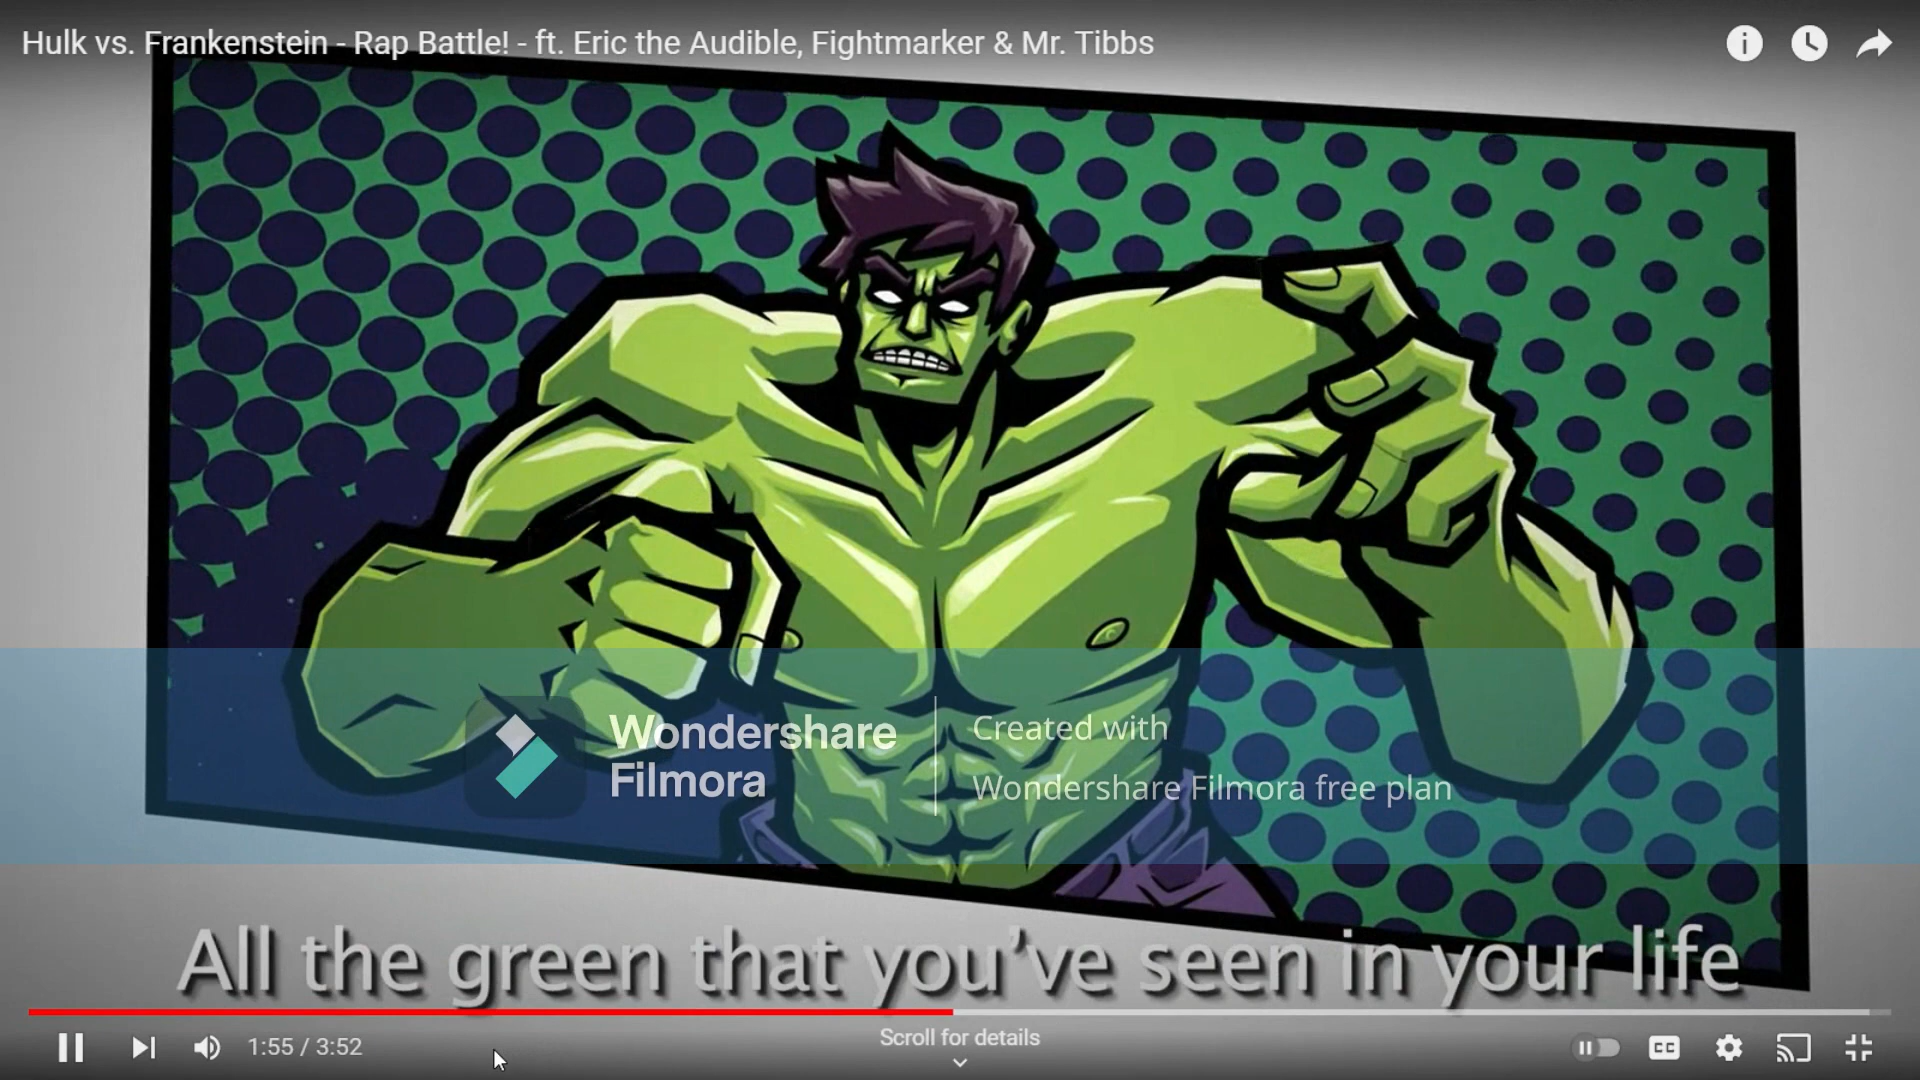 Hulk vs. Frankenstein - Rap Battle! - ft. Eric the Audible, Fightmarker & Mr. Tibbs
Wondershare
Filmora
Created with
Wondershare Filmora free plan
All the green that you've seen in your life
1:55 / 3:52
Scroll for details
CC